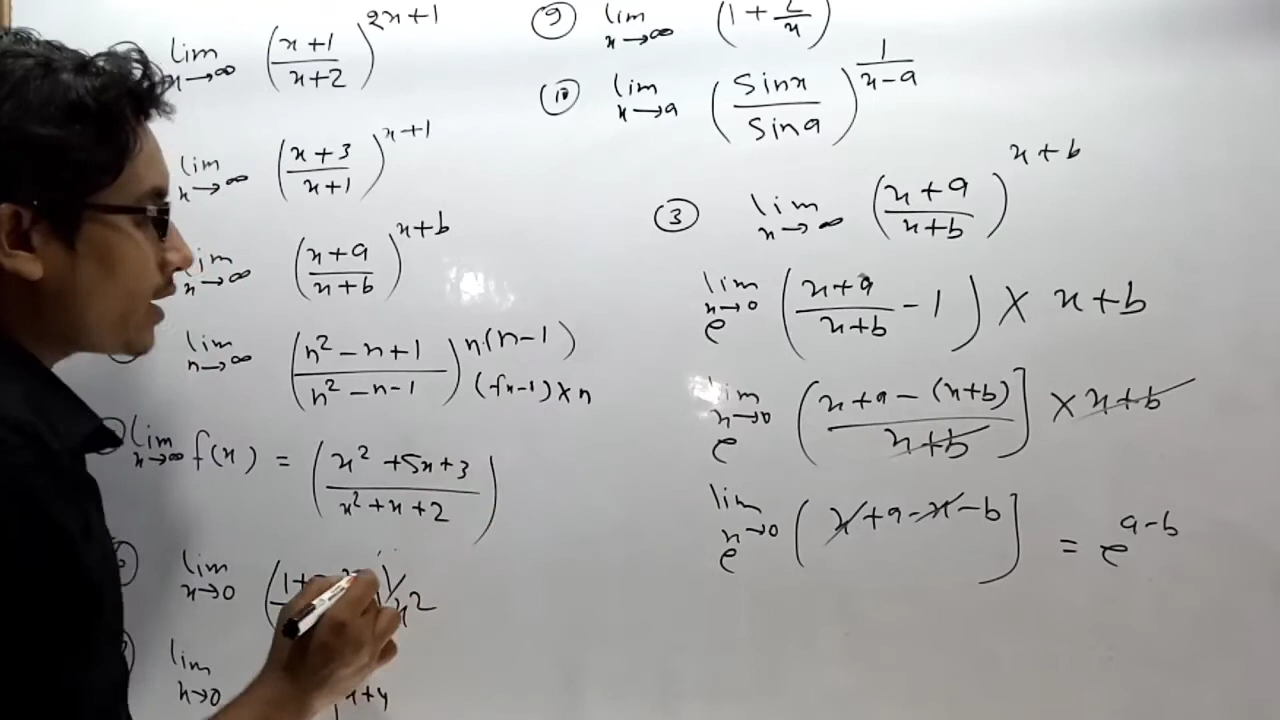 lim x→∞ (x+1 / x+2)^2x+1
lim x→∞ (x+3 / x+1)^x+1
lim x→∞ (x+a / x+b)^x+b
lim n→∞ (n² - n + 1 / n² - n - 1)^n(n-1)
(fx-1) × n
lim x→∞ f(x) = (x² + 5x + 3 / x² + x + 2)
lim x→0 (1+ )^1/x²
lim
x+4
⑨ lim x→∞ (1 + /x)
⑩ lim x→a (Sinx / Sina)^1/x-a
③ lim x→∞ (x+a / x+b)^x+b
e^lim x→0 (x+a / x+b - 1) × x+b
e^lim x→0 (x+a-(x+b) / x+b] × x+b
e^lim x→0 (x+a-x-b] = e^a-b